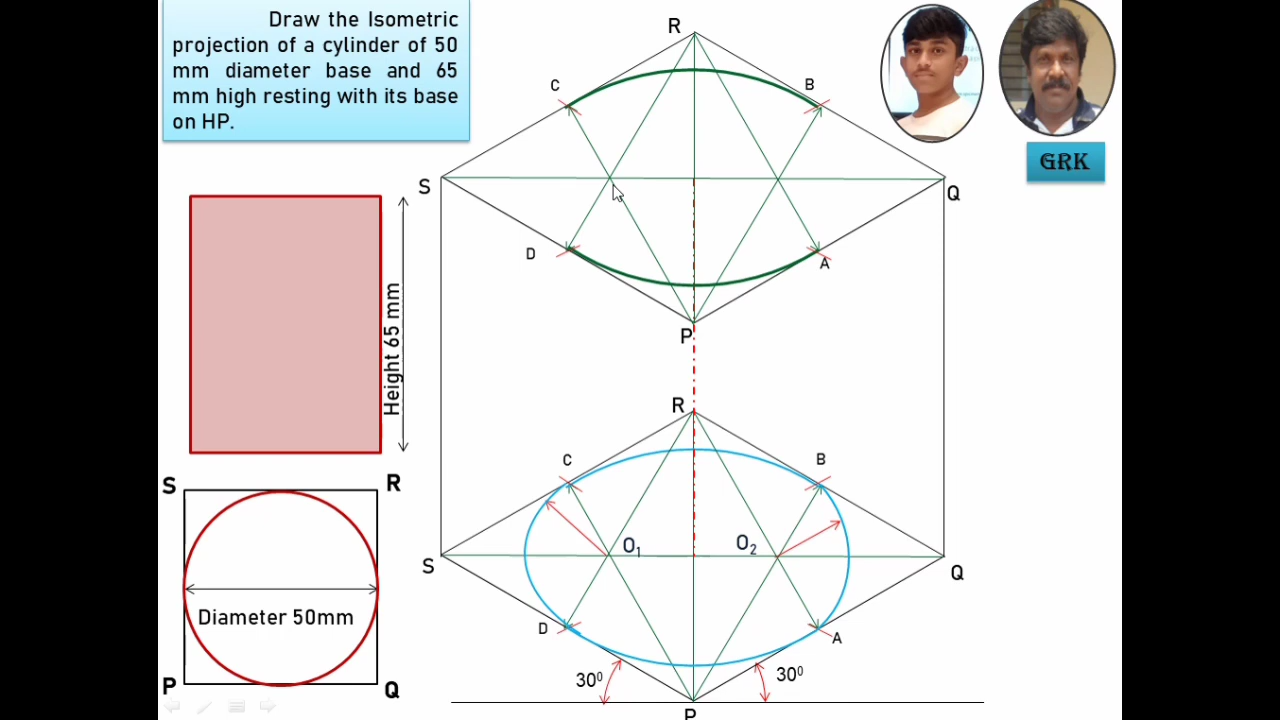 Draw the Isometric
projection of a cylinder of 50
mm diameter base and 65
mm high resting with its base
on HP.
GRK
R
C
B
S
Q
D
A
P
Height 65 mm
R
C
B
S
O1
O2
Q
D
A
30⁰
30⁰
P
S
R
Diameter 50mm
P
Q